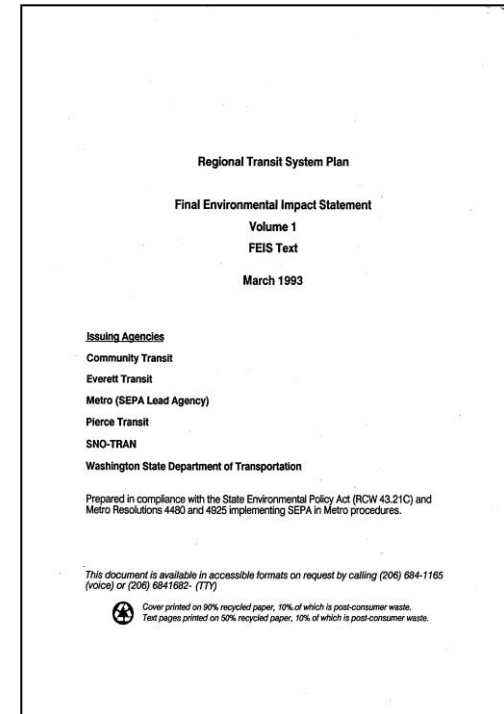 Regional Transit System Plan
Final Environmental Impact Statement
Volume 1
FEIS Text
March 1993
Issuing Agencies
Community Transit
Everett Transit
Metro (SEPA Lead Agency)
Pierce Transit
SNO-TRAN
Washington State Department of Transportation
Prepared in compliance with the State Environmental Policy Act (RCW 43.21C) and
Metro Resolutions 4480 and 4925 implementing SEPA in Metro procedures.
This document is available in accessible formats on request by calling (206) 684-1165
(voice) or (206) 6841682- (TTY)
Cover printed on 90% recycled paper, 10% of which is post-consumer waste.
Text pages printed on 50% recycled paper, 10% of which is post-consumer waste.